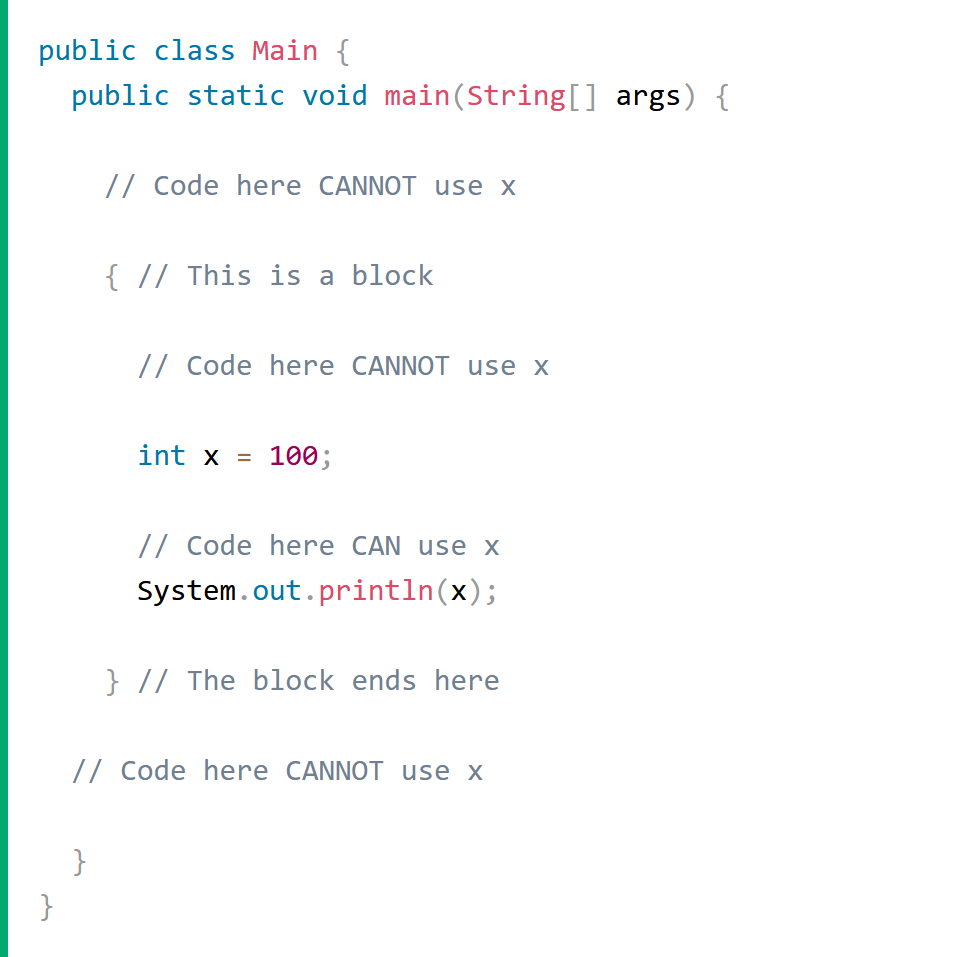 public class Main {
  public static void main(String[] args) {
    // Code here CANNOT use x
    { // This is a block
      // Code here CANNOT use x
      int x = 100;
      // Code here CAN use x
      System.out.println(x);
    } // The block ends here
  // Code here CANNOT use x
  }
}